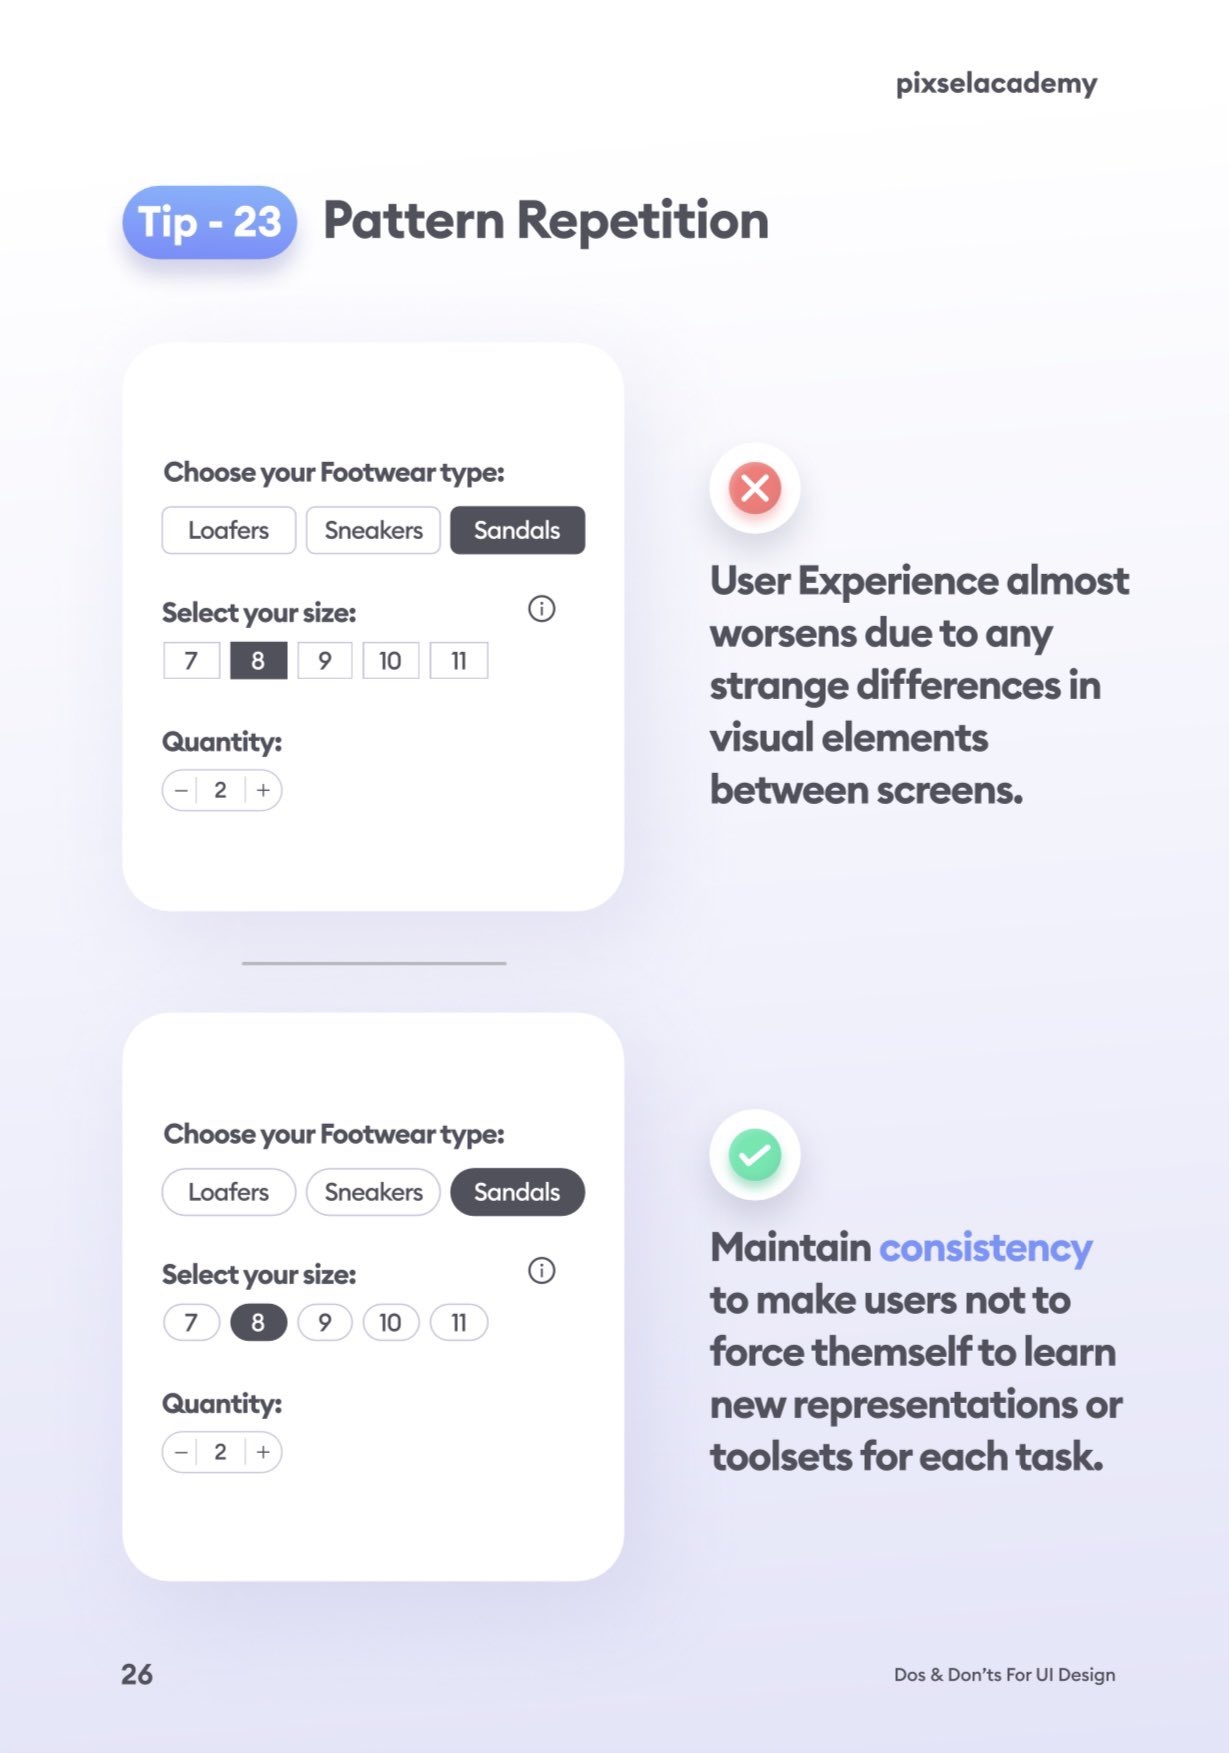 pixselacademy
Tip - 23 Pattern Repetition
Choose your Footwear type:
Loafers Sneakers Sandals
Select your size:
7 8 9 10 11
Quantity:
− 2 +
User Experience almost
worsens due to any
strange differences in
visual elements
between screens.
Choose your Footwear type:
Loafers Sneakers Sandals
Select your size:
7 8 9 10 11
Quantity:
− 2 +
Maintain consistency
to make users not to
force themself to learn
new representations or
toolsets for each task.
26
Dos & Don'ts For UI Design